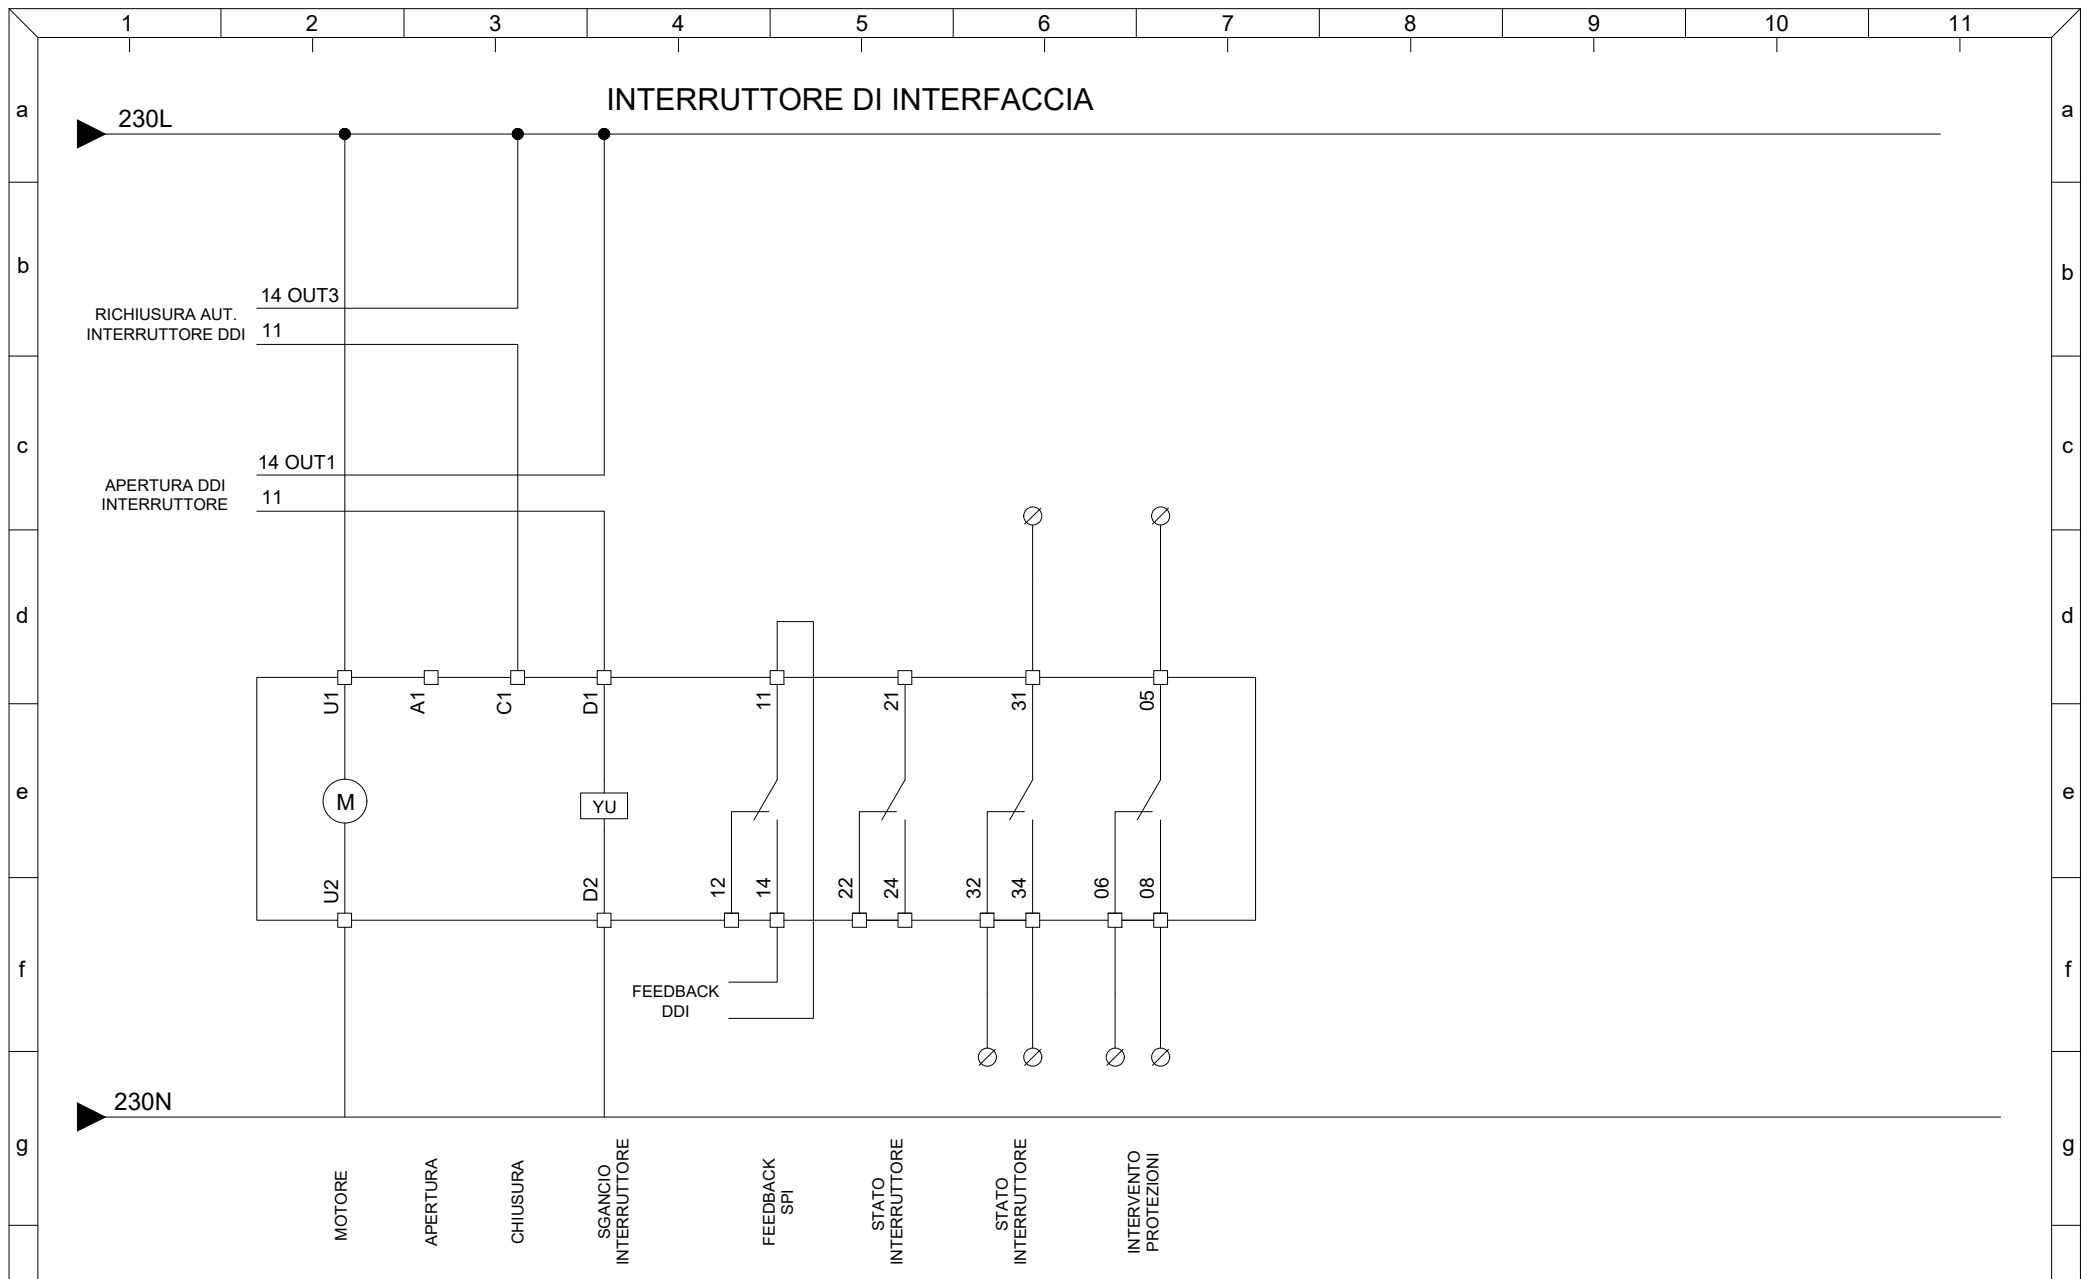 1 2 3 4 5 6 7 8 9 10 11
INTERRUTTORE DI INTERFACCIA
a a
230L
b b
14 OUT3
RICHIUSURA AUT.
INTERRUTTORE DDI
11
c c
14 OUT1
APERTURA DDI
INTERRUTTORE
11
d d
U1 A1 C1 D1 11 21 31 05
e e
M YU
U2 D2 12 14 22 24 32 34 06 08
f f
FEEDBACK
DDI
230N
g g
MOTORE
APERTURA
CHIUSURA
SGANCIO
INTERRUTTORE
FEEDBACK
SPI
STATO
INTERRUTTORE
STATO
INTERRUTTORE
INTERVENTO
PROTEZIONI